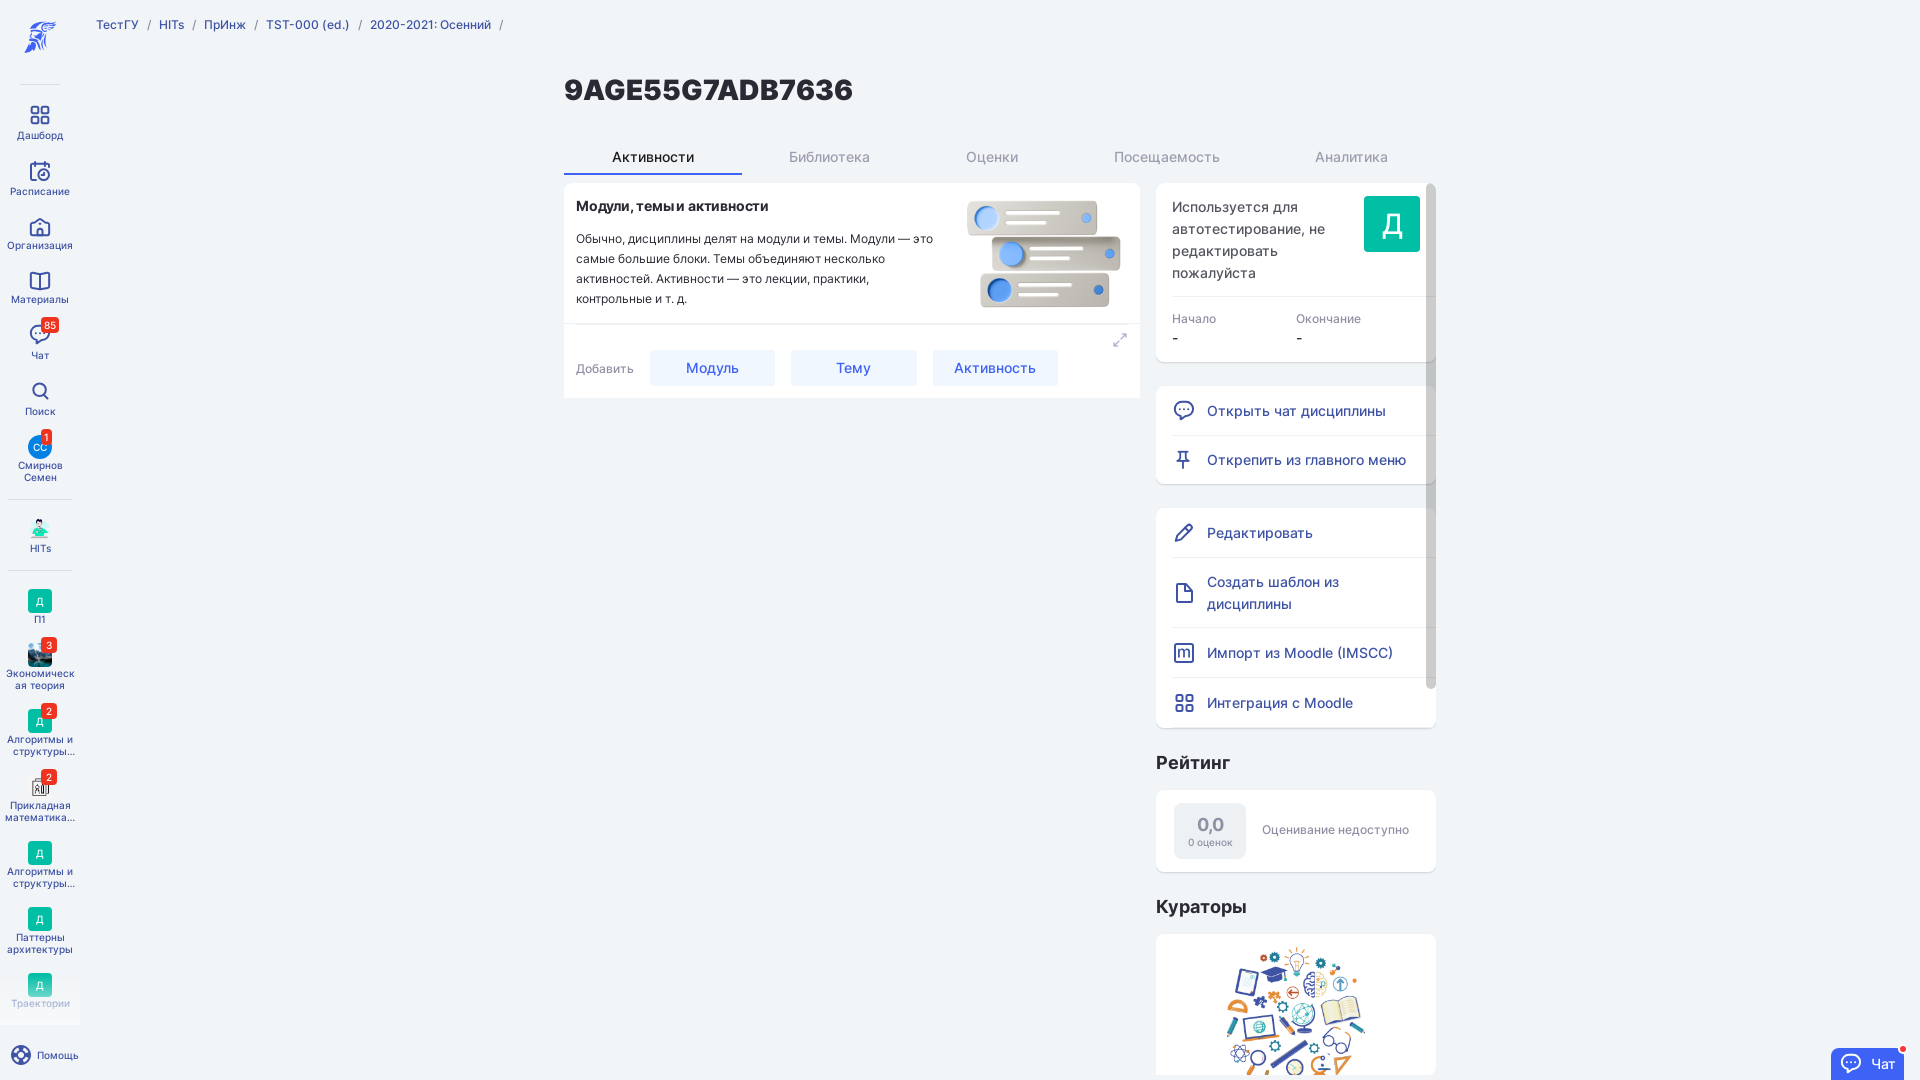 ТестГУ / HITs / ПрИнж / TST-000 (ed.) / 2020-2021: Осенний /
9AGE55G7ADB7636
Дашборд
Расписание
Организация
Материалы
85
Чат
Поиск
СС
1
Смирнов
Семен
HITs
Д
П1
3
Экономическ
ая теория
Д
2
Алгоритмы и
структуры...
2
Прикладная
математика...
Д
Алгоритмы и
структуры...
Д
Паттерны
архитектуры
Д
Траектории
Помощь
Активности
Библиотека
Оценки
Посещаемость
Аналитика
Модули, темы и активности
Обычно, дисциплины делят на модули и темы. Модули — это
самые большие блоки. Темы объединяют несколько
активностей. Активности — это лекции, практики,
контрольные и т. д.
Добавить
Модуль
Тему
Активность
Используется для
автотестирование, не
редактировать
пожалуйста
Д
Начало
Окончание
-
-
Открыть чат дисциплины
Открепить из главного меню
Редактировать
Создать шаблон из
дисциплины
Импорт из Moodle (IMSCC)
Интеграция с Moodle
Рейтинг
0,0
0 оценок
Оценивание недоступно
Кураторы
Чат